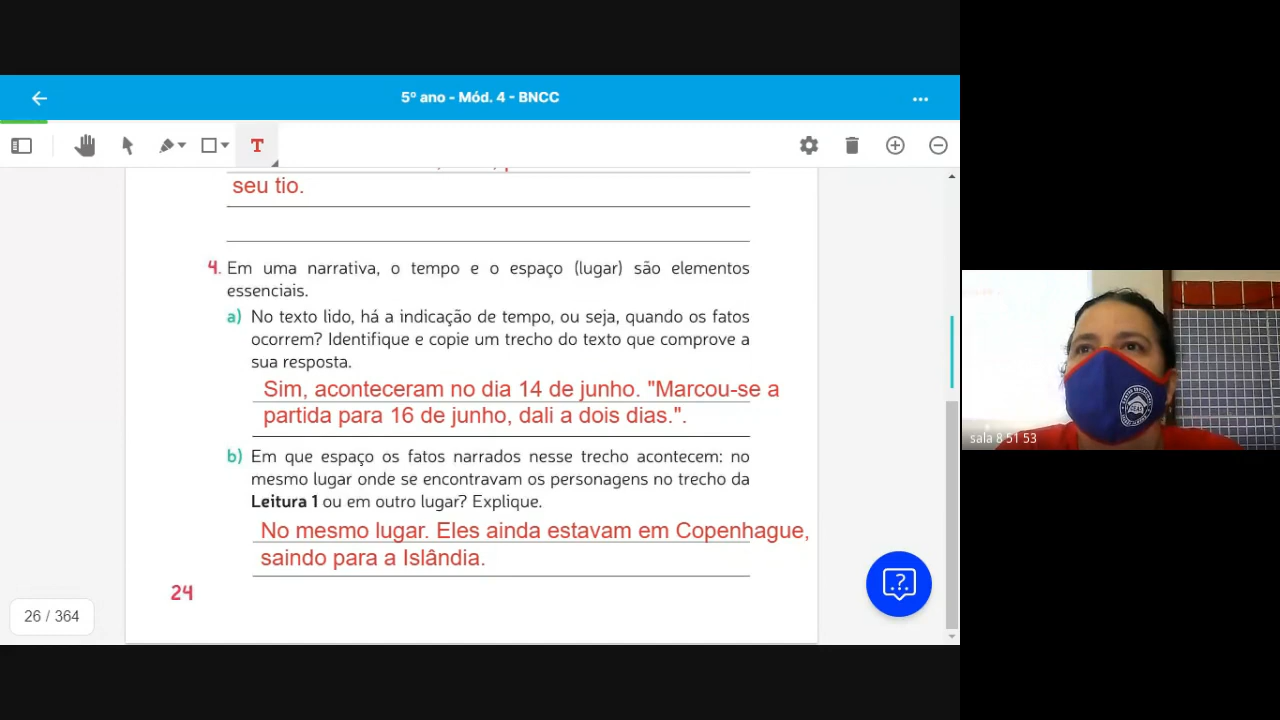 5º ano - Mód. 4 - BNCC
T
seu tio.
4. Em uma narrativa, o tempo e o espaço (lugar) são elementos
essenciais.
a) No texto lido, há a indicação de tempo, ou seja, quando os fatos
ocorrem? Identifique e copie um trecho do texto que comprove a
sua resposta.
Sim, aconteceram no dia 14 de junho. "Marcou-se a
partida para 16 de junho, dali a dois dias.".
b) Em que espaço os fatos narrados nesse trecho acontecem: no
mesmo lugar onde se encontravam os personagens no trecho da
Leitura 1 ou em outro lugar? Explique.
No mesmo lugar. Eles ainda estavam em Copenhague,
saindo para a Islândia.
24
26 / 364
?
sala 8 51 53